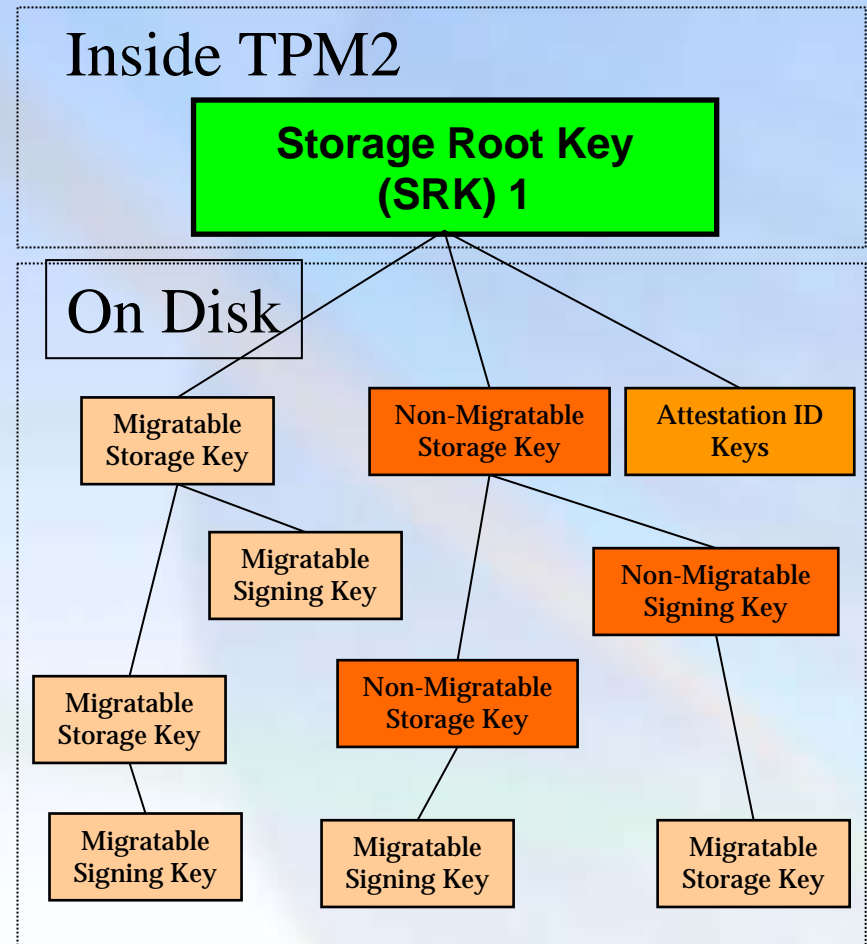 Inside TPM2
Storage Root Key
(SRK) 1
On Disk
Migratable
Storage Key
Non-Migratable
Storage Key
Attestation ID
Keys
Migratable
Signing Key
Non-Migratable
Signing Key
Migratable
Storage Key
Non-Migratable
Storage Key
Migratable
Signing Key
Migratable
Signing Key
Migratable
Storage Key